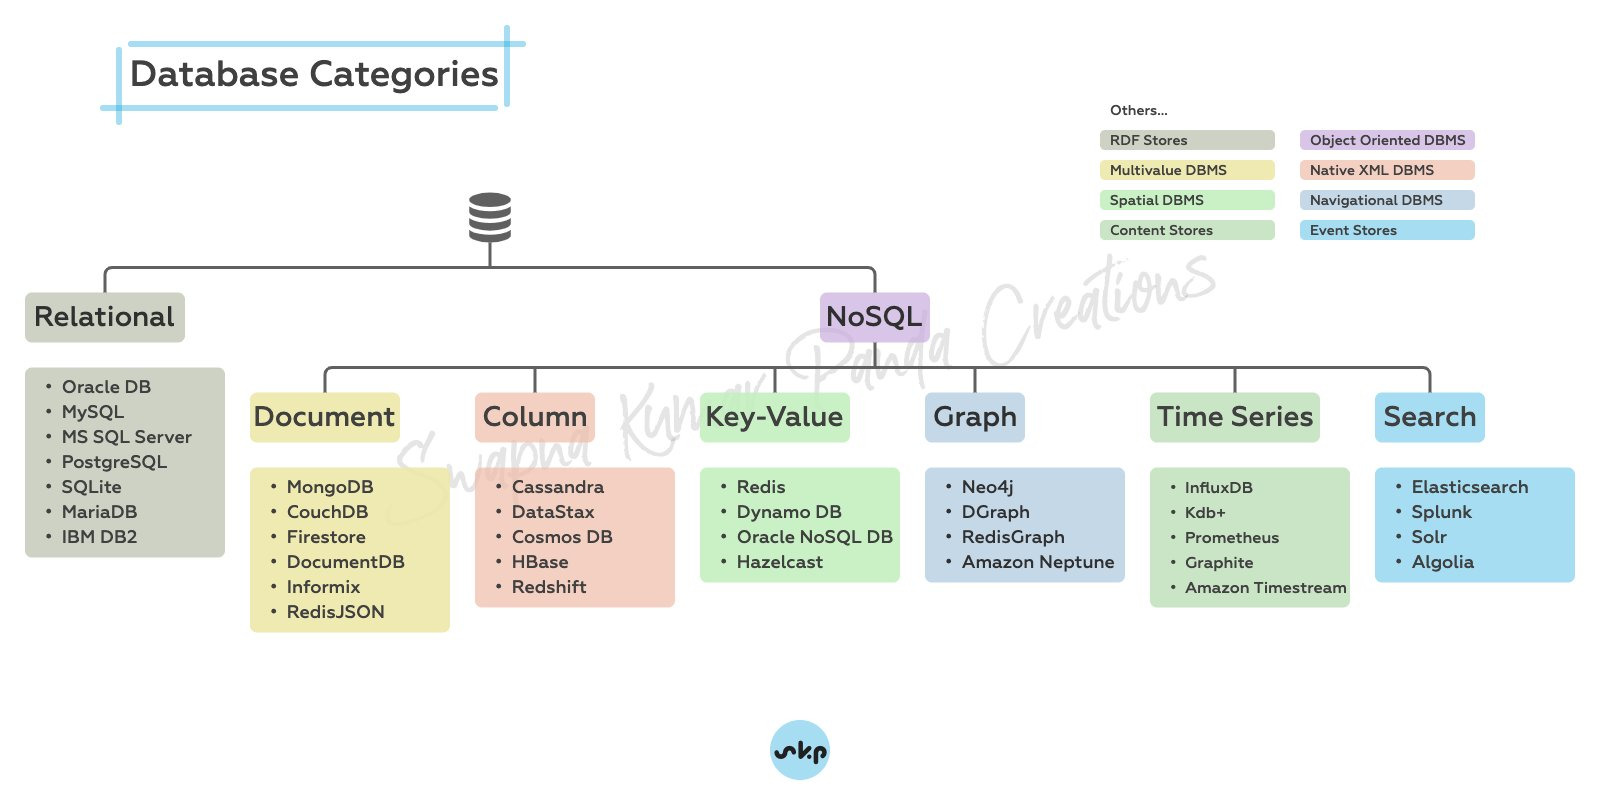 Database Categories
Others...
RDF Stores
Object Oriented DBMS
Multivalue DBMS
Native XML DBMS
Spatial DBMS
Navigational DBMS
Content Stores
Event Stores
Relational
• Oracle DB
• MySQL
• MS SQL Server
• PostgreSQL
• SQLite
• MariaDB
• IBM DB2
NoSQL
Document
• MongoDB
• CouchDB
• Firestore
• DocumentDB
• Informix
• RedisJSON
Column
• Cassandra
• DataStax
• Cosmos DB
• HBase
• Redshift
Key-Value
• Redis
• Dynamo DB
• Oracle NoSQL DB
• Hazelcast
Graph
• Neo4j
• DGraph
• RedisGraph
• Amazon Neptune
Time Series
• InfluxDB
• Kdb+
• Prometheus
• Graphite
• Amazon Timestream
Search
• Elasticsearch
• Splunk
• Solr
• Algolia
Swapna Kumar Panda Creations
skp